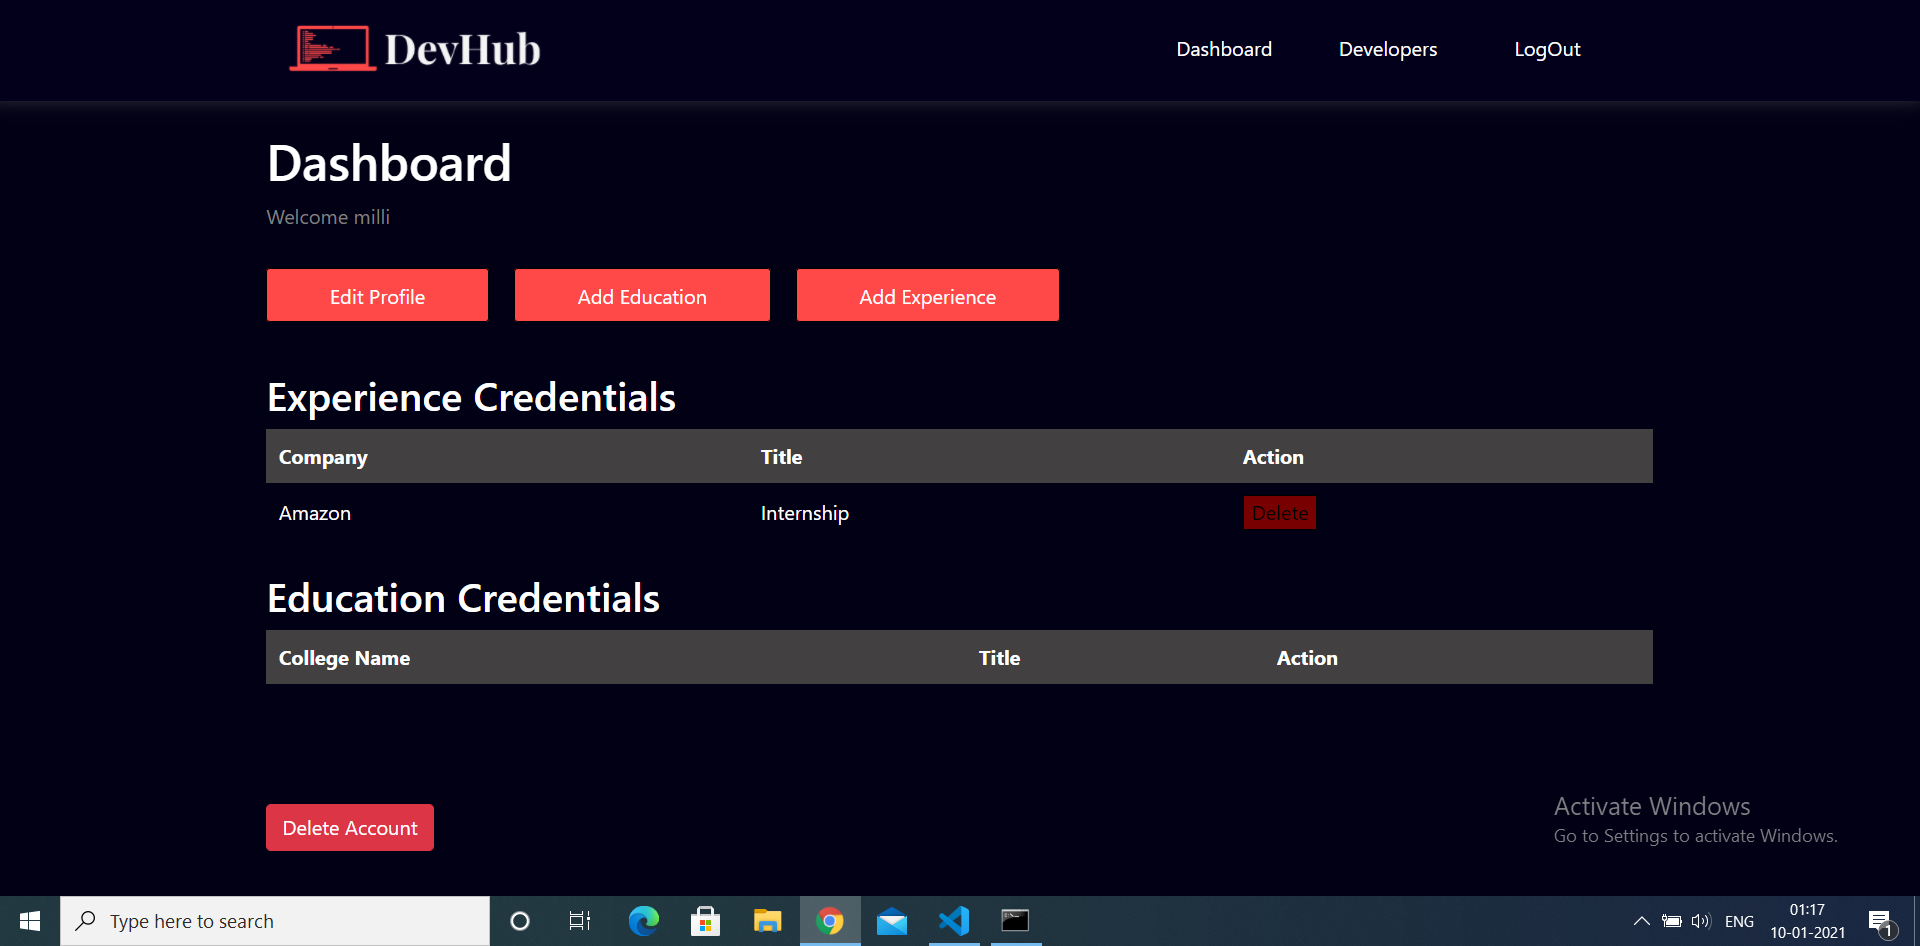 DevHub
Dashboard Developers LogOut
Dashboard
Welcome milli
Edit Profile Add Education Add Experience
Experience Credentials
Company Title Action
Amazon Internship Delete
Education Credentials
College Name Title Action
Delete Account
Activate Windows
Go to Settings to activate Windows.
Type here to search
ENG
01:17
10-01-2021
1